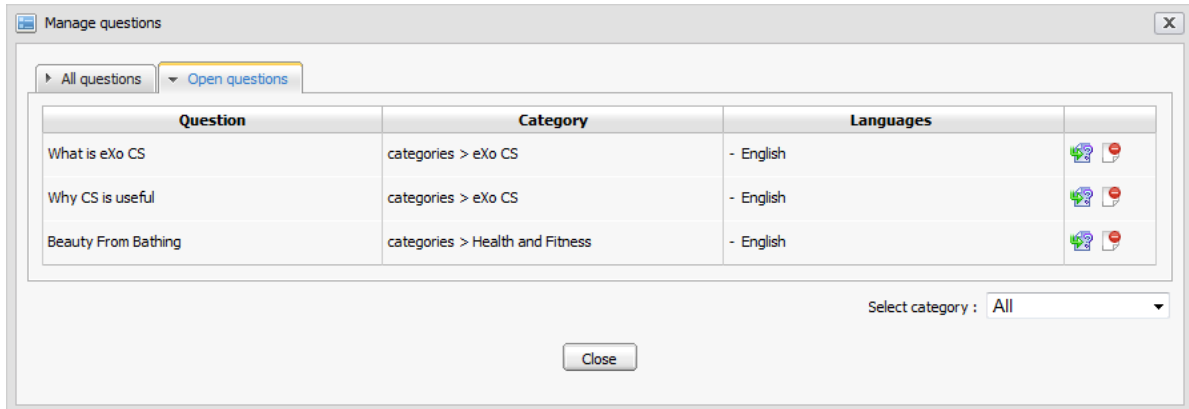 Manage questions
All questions Open questions
Question Category Languages
What is eXo CS categories > eXo CS - English
Why CS is useful categories > eXo CS - English
Beauty From Bathing categories > Health and Fitness - English
Select category : All
Close